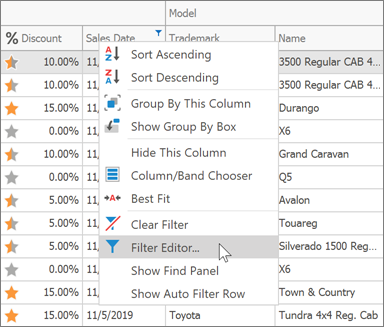 Model
% Discount Sales Date Trademark Name
10.00% 11/ Sort Ascending 3500 Regular CAB 4...
10.00% 11/ Sort Descending 3500 Regular CAB 4...
15.00% 11/ Group By This Column Durango
0.00% 11/ Show Group By Box X6
10.00% 11/ Hide This Column Grand Caravan
0.00% 11/ Column/Band Chooser Q5
5.00% 11/ Best Fit Avalon
5.00% 11/ Clear Filter Touareg
5.00% 11/ Filter Editor... Silverado 1500 Reg...
0.00% 11/ Show Find Panel X6
15.00% 11/ Show Auto Filter Row Town & Country
15.00% 11/5/2019 Toyota Tundra 4x4 Reg. Cab